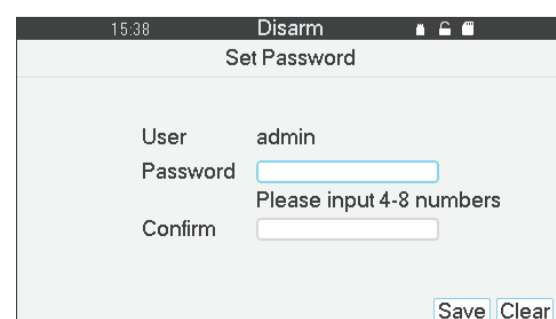 15:38 Disarm
Set Password
User admin
Password
Please input 4-8 numbers
Confirm
Save Clear